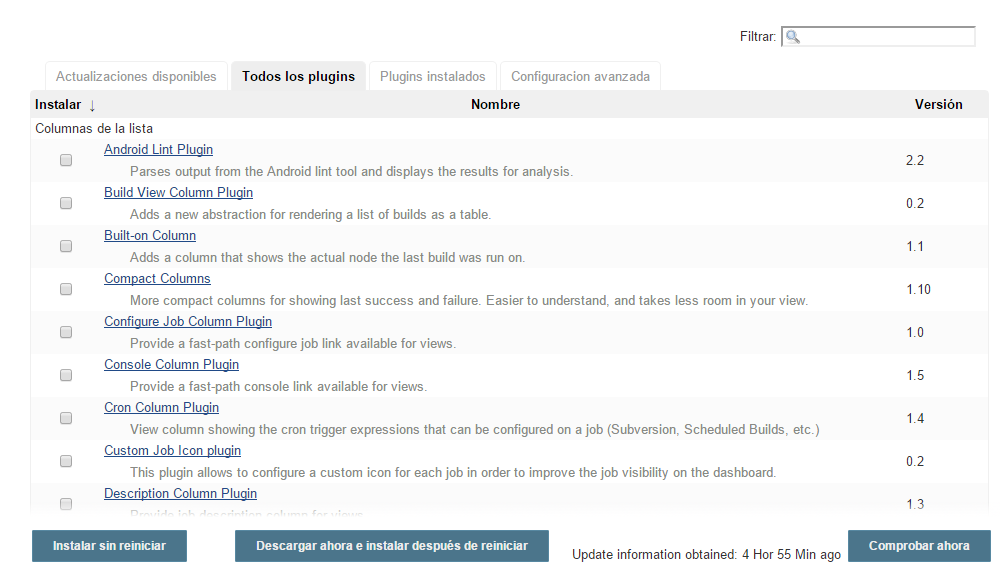 Filtrar:
Actualizaciones disponibles Todos los plugins Plugins instalados Configuracion avanzada
Instalar ↓ Nombre Versión
Columnas de la lista
Android Lint Plugin
Parses output from the Android lint tool and displays the results for analysis.
2.2
Build View Column Plugin
Adds a new abstraction for rendering a list of builds as a table.
0.2
Built-on Column
Adds a column that shows the actual node the last build was run on.
1.1
Compact Columns
More compact columns for showing last success and failure. Easier to understand, and takes less room in your view.
1.10
Configure Job Column Plugin
Provide a fast-path configure job link available for views.
1.0
Console Column Plugin
Provide a fast-path console link available for views.
1.5
Cron Column Plugin
View column showing the cron trigger expressions that can be configured on a job (Subversion, Scheduled Builds, etc.)
1.4
Custom Job Icon plugin
This plugin allows to configure a custom icon for each job in order to improve the job visibility on the dashboard.
0.2
Description Column Plugin
Provide job description column for views.
1.3
Instalar sin reiniciar Descargar ahora e instalar después de reiniciar Update information obtained: 4 Hor 55 Min ago Comprobar ahora